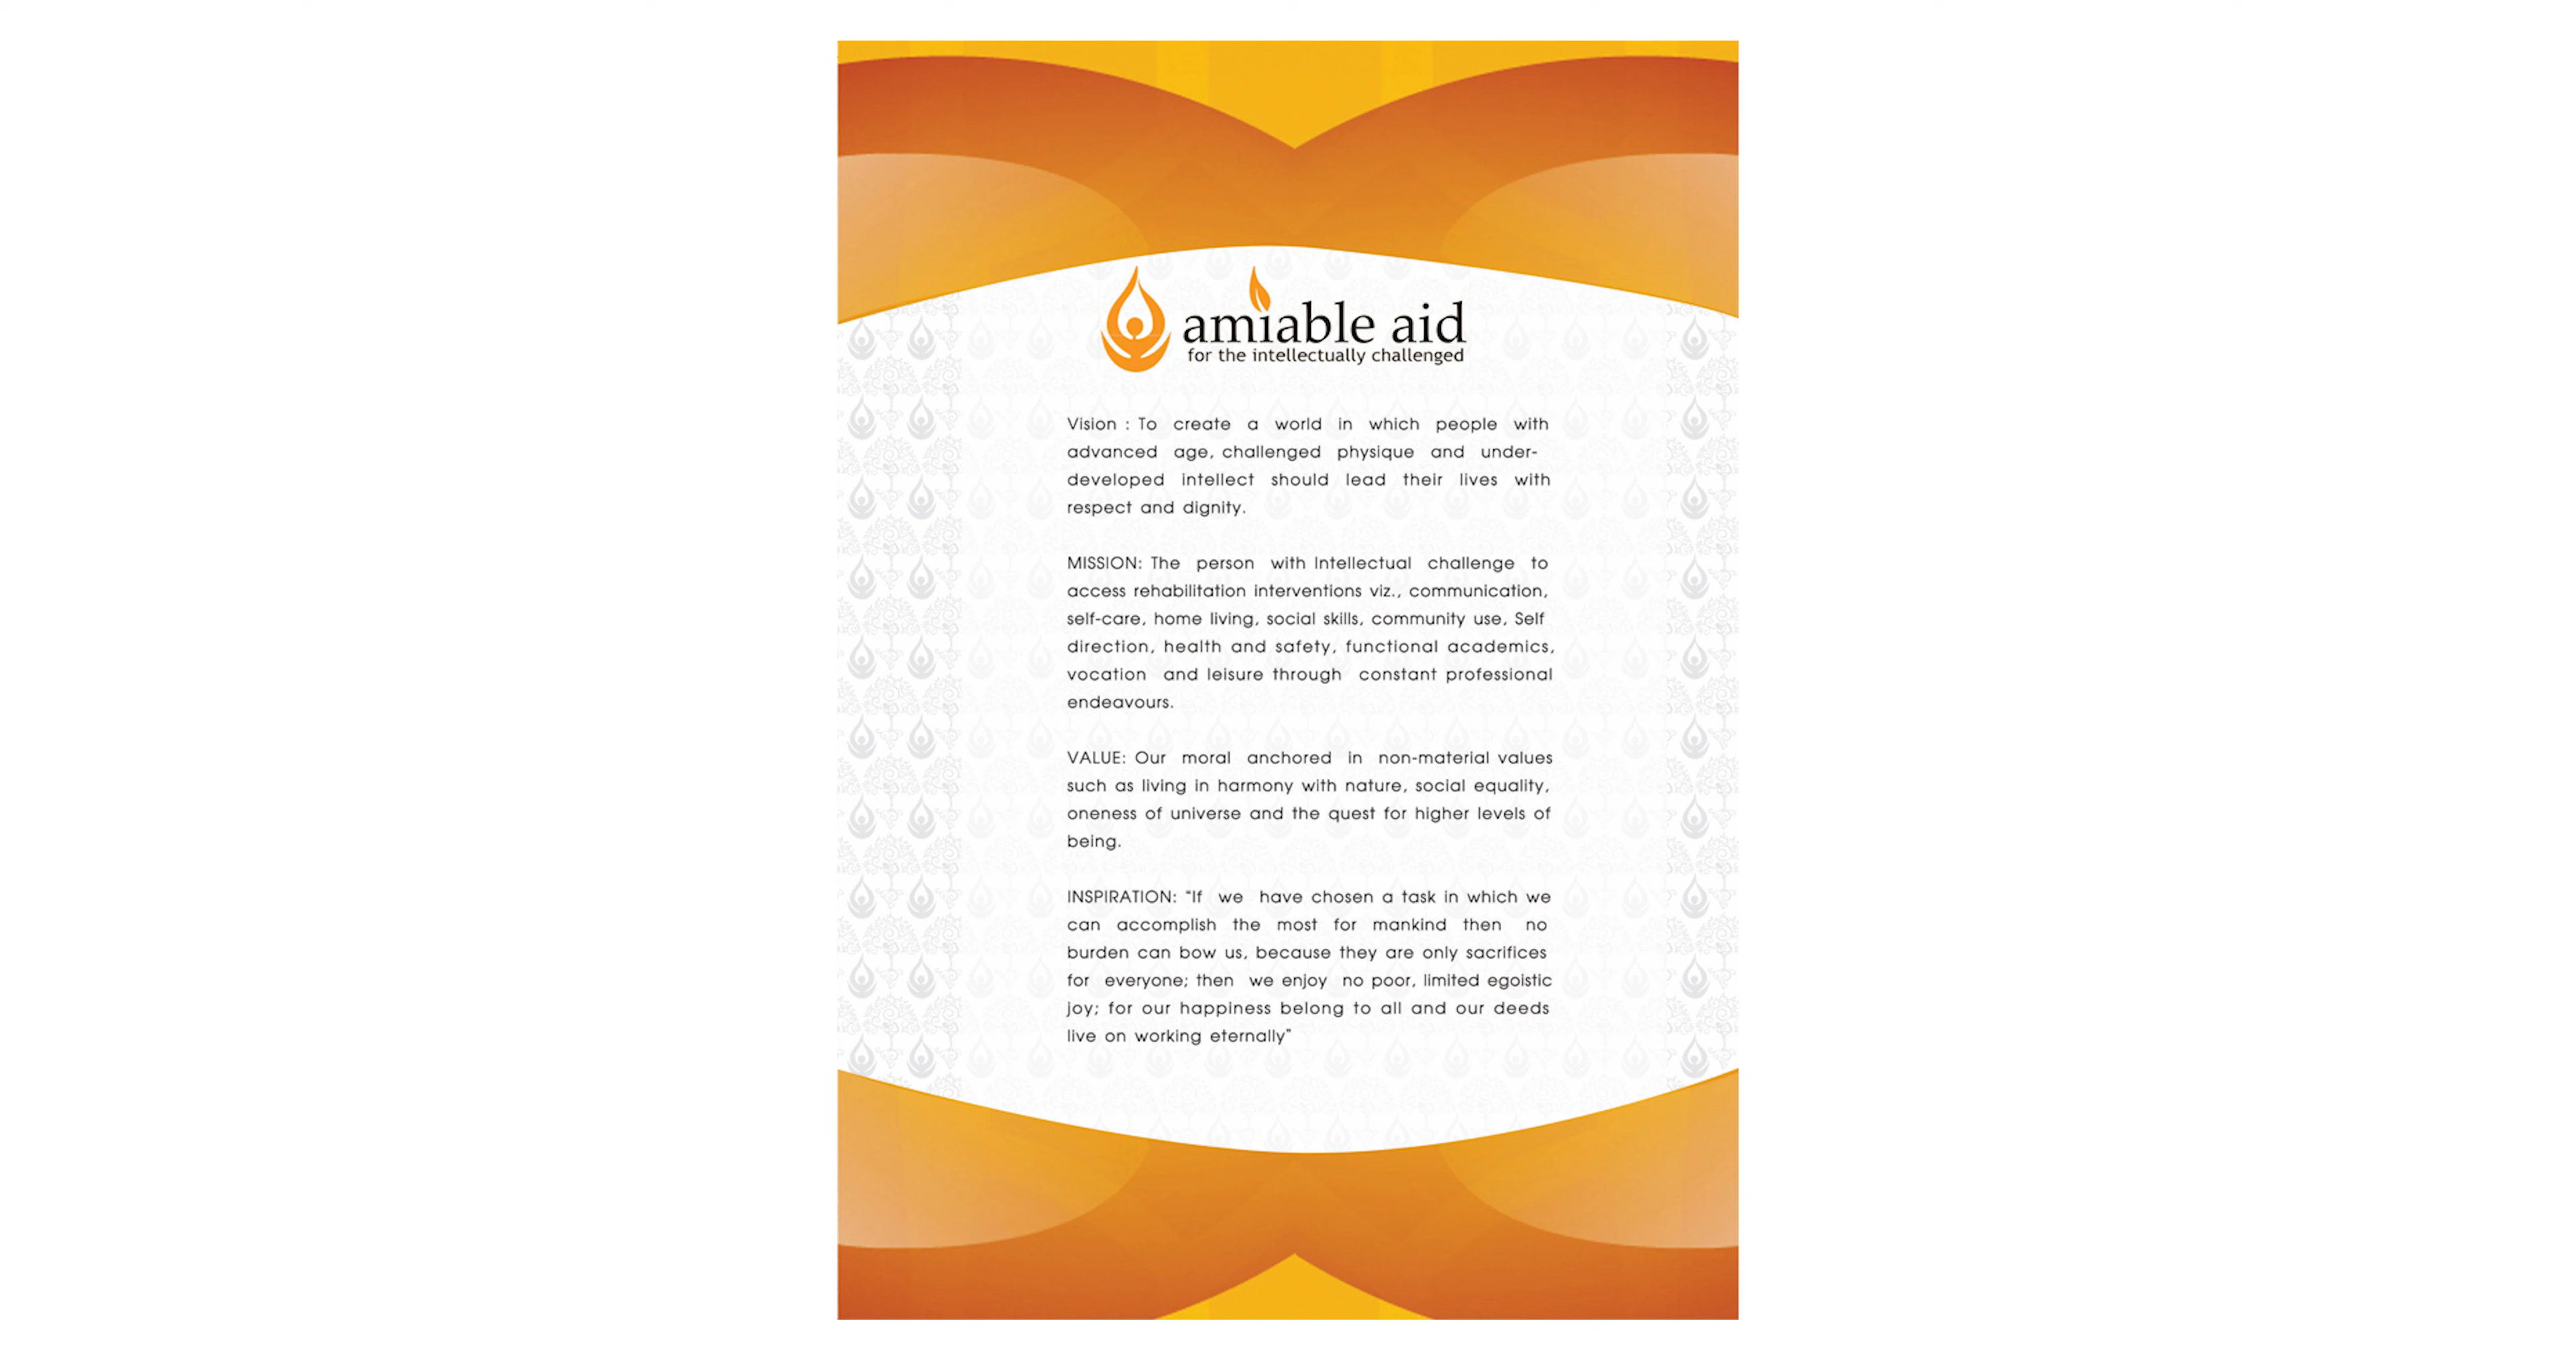 amiable aid
for the intellectually challenged
Vision : To create a world in which people with
advanced age, challenged physique and under-
developed intellect should lead their lives with
respect and dignity.
MISSION: The person with Intellectual challenge to
access rehabilitation interventions viz., communication,
self-care, home living, social skills, community use, Self
direction, health and safety, functional academics,
vocation and leisure through constant professional
endeavours.
VALUE: Our moral anchored in non-material values
such as living in harmony with nature, social equality,
oneness of universe and the quest for higher levels of
being.
INSPIRATION: “If we have chosen a task in which we
can accomplish the most for mankind then no
burden can bow us, because they are only sacrifices
for everyone; then we enjoy no poor, limited egoistic
joy; for our happiness belong to all and our deeds
live on working eternally”